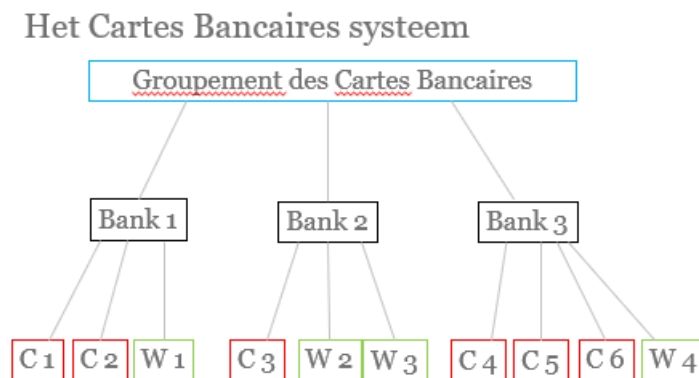 Het Cartes Bancaires systeem
Groupement des Cartes Bancaires
Bank 1 Bank 2 Bank 3
C 1 C 2 W 1 C 3 W 2 W 3 C 4 C 5 C 6 W 4